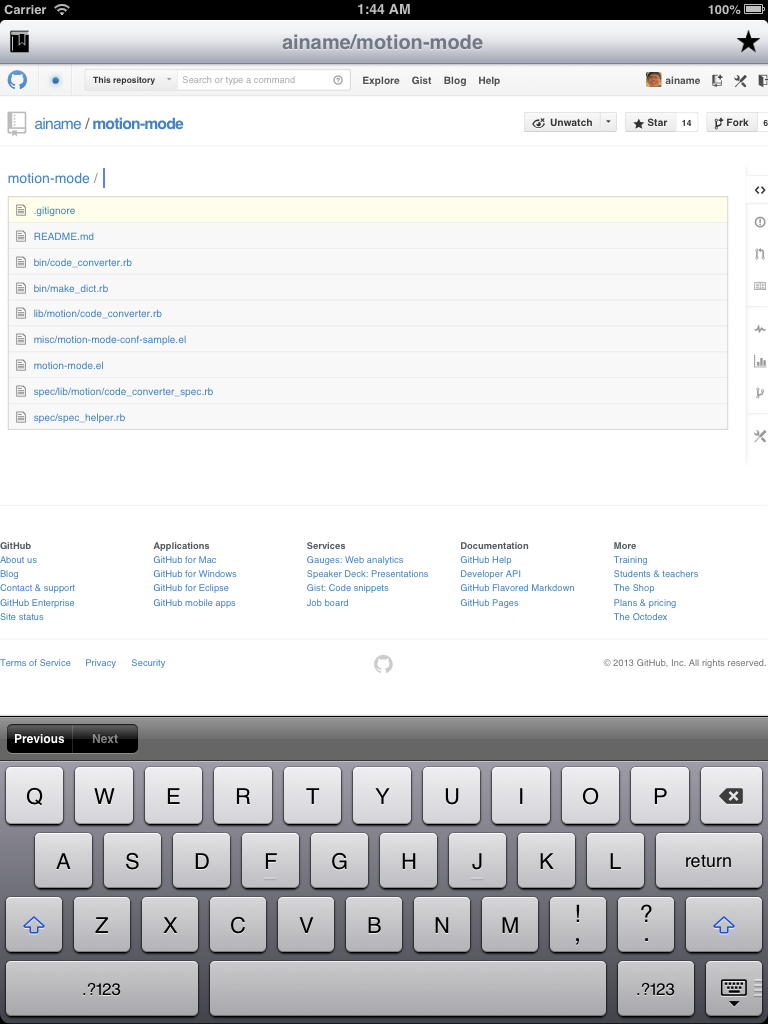 Carrier 1:44 AM 100%
ainame/motion-mode
This repository Search or type a command Explore Gist Blog Help ainame
ainame / motion-mode Unwatch Star 14 Fork 6
motion-mode /
.gitignore
README.md
bin/code_converter.rb
bin/make_dict.rb
lib/motion/code_converter.rb
misc/motion-mode-conf-sample.el
motion-mode.el
spec/lib/motion/code_converter_spec.rb
spec/spec_helper.rb
GitHub Applications Services Documentation More
About us GitHub for Mac Gauges: Web analytics GitHub Help Training
Blog GitHub for Windows Speaker Deck: Presentations Developer API Students & teachers
Contact & support GitHub for Eclipse Gist: Code snippets GitHub Flavored Markdown The Shop
GitHub Enterprise GitHub mobile apps Job board GitHub Pages Plans & pricing
Site status The Octodex
Terms of Service Privacy Security © 2013 GitHub, Inc. All rights reserved.
Previous Next
Q W E R T Y U I O P
A S D F G H J K L return
Z X C V B N M ! , ? .
.?123 .?123